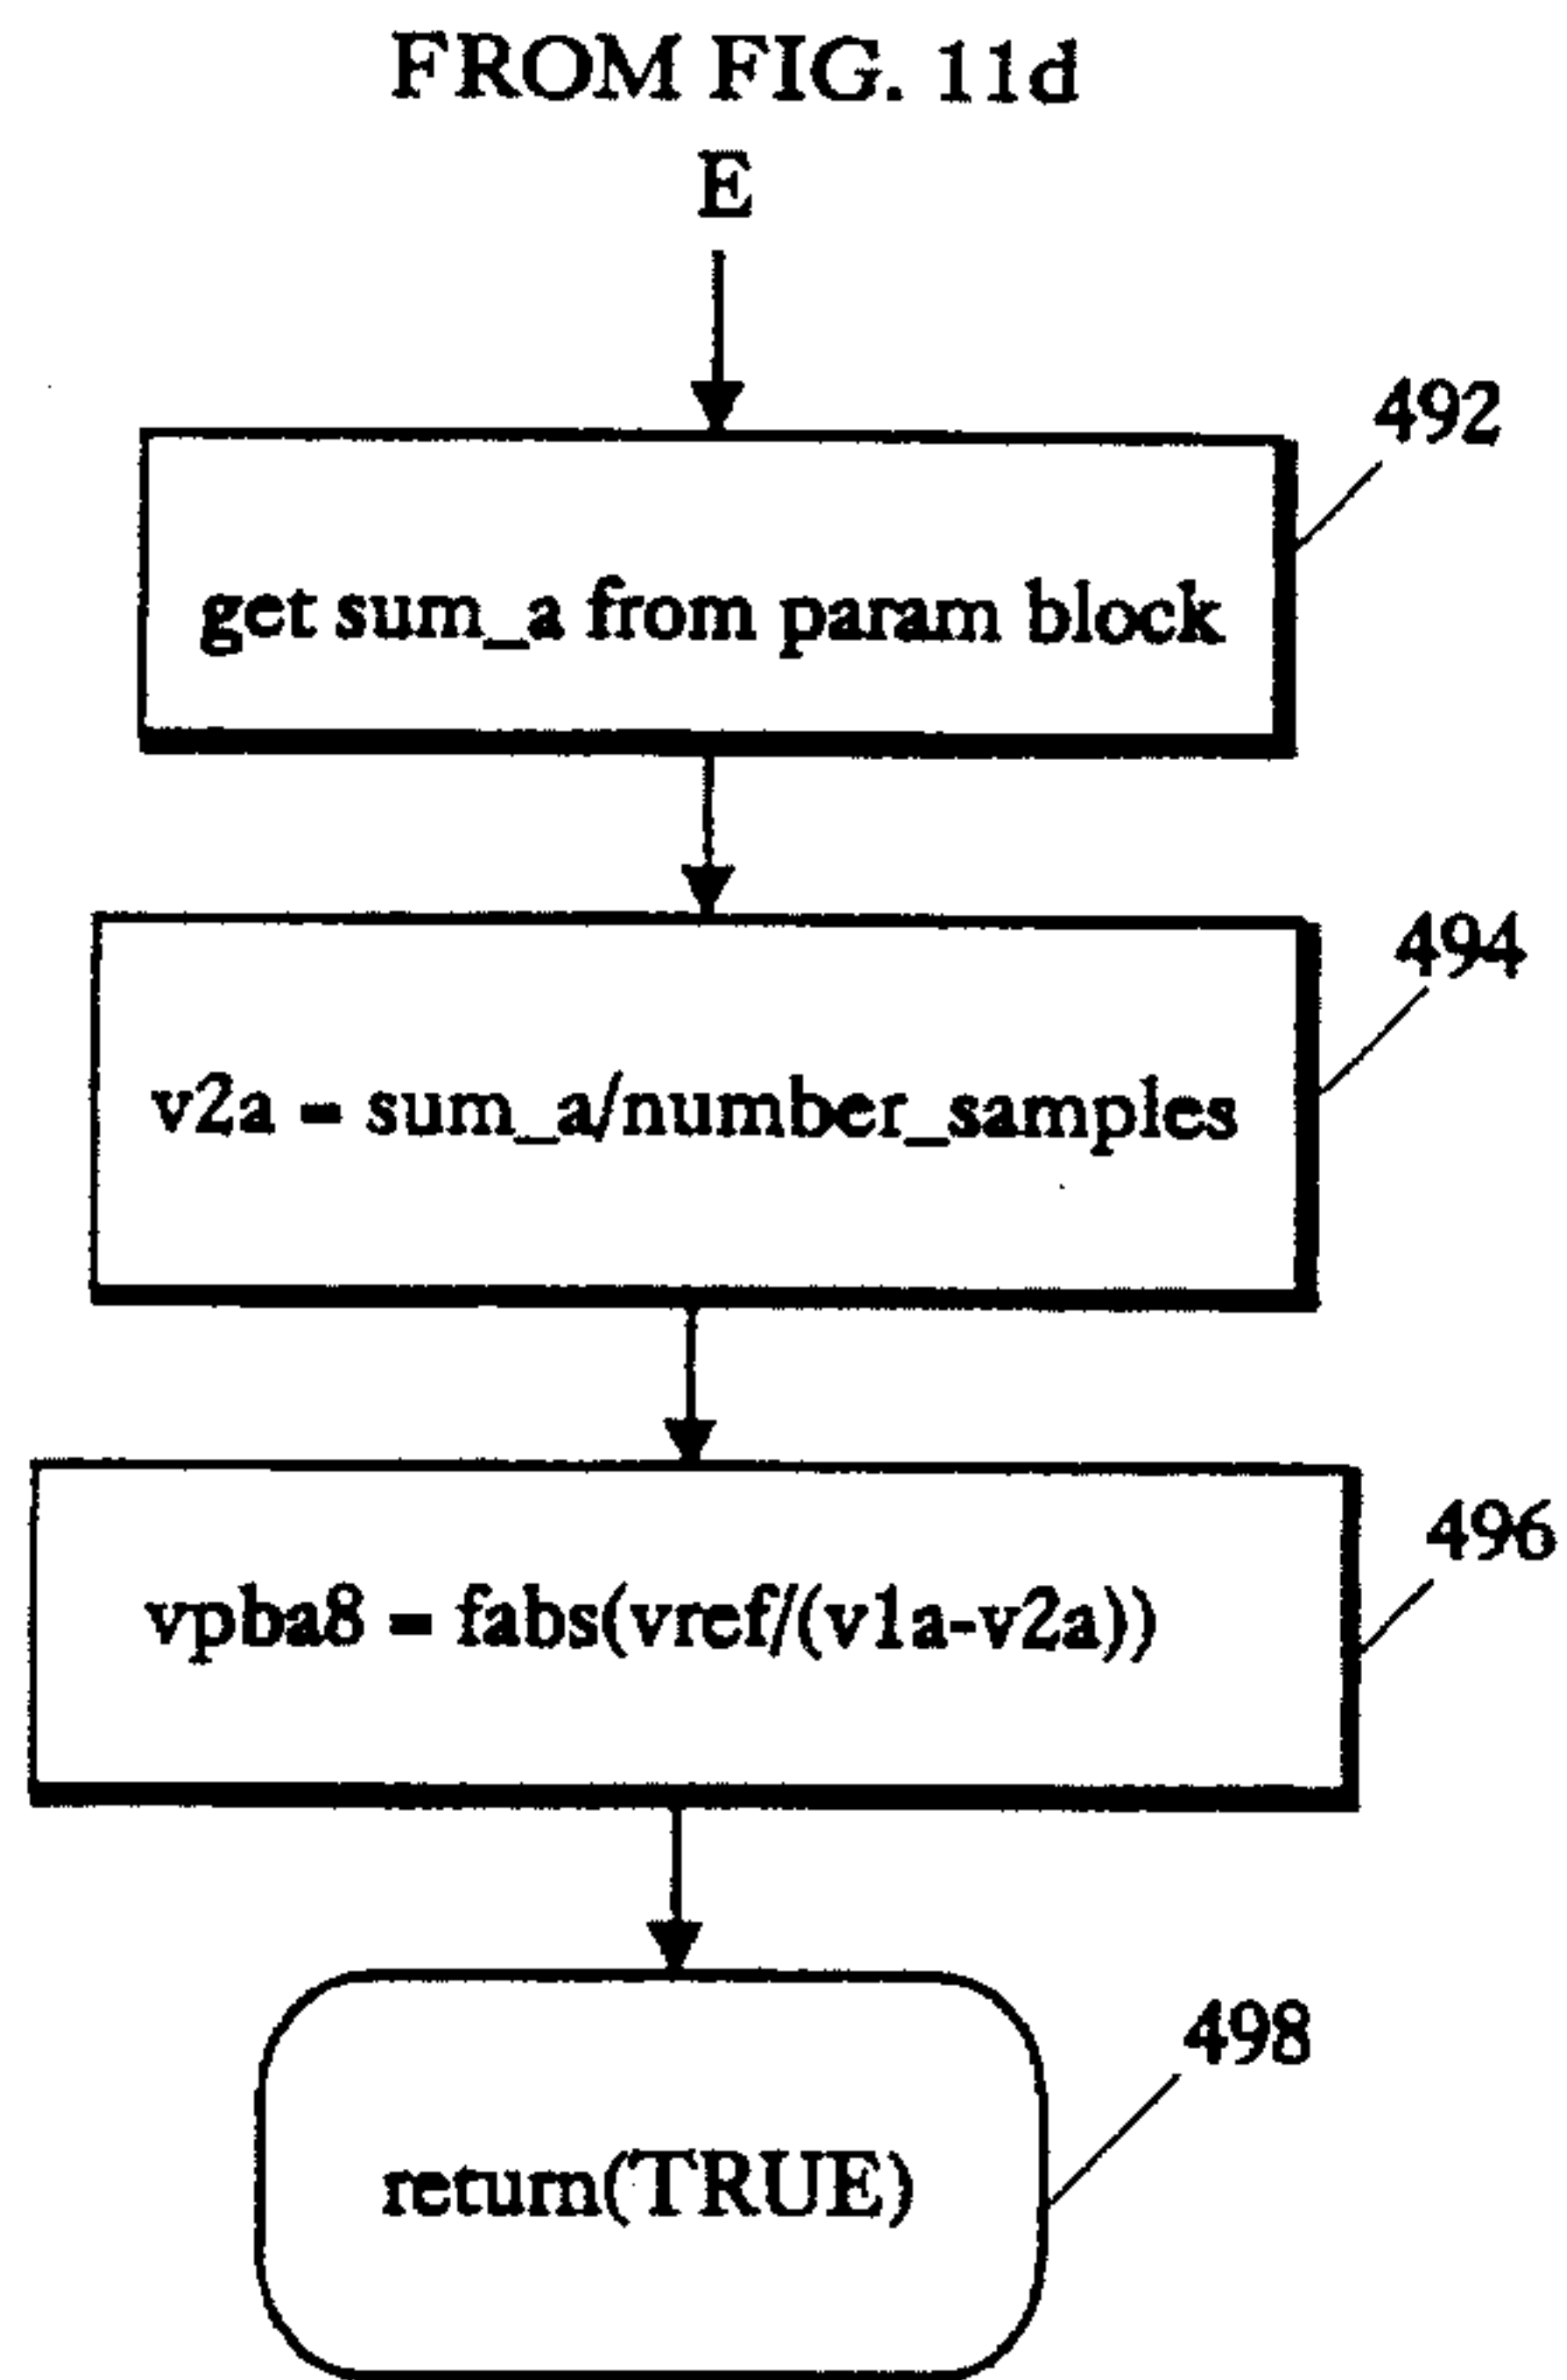 FROM FIG. 11d
E
492
get sum_a from param block
494
v2a = sum_a/number_samples
496
vpba8 = fabs(vref/(v1a-v2a))
498
return(TRUE)